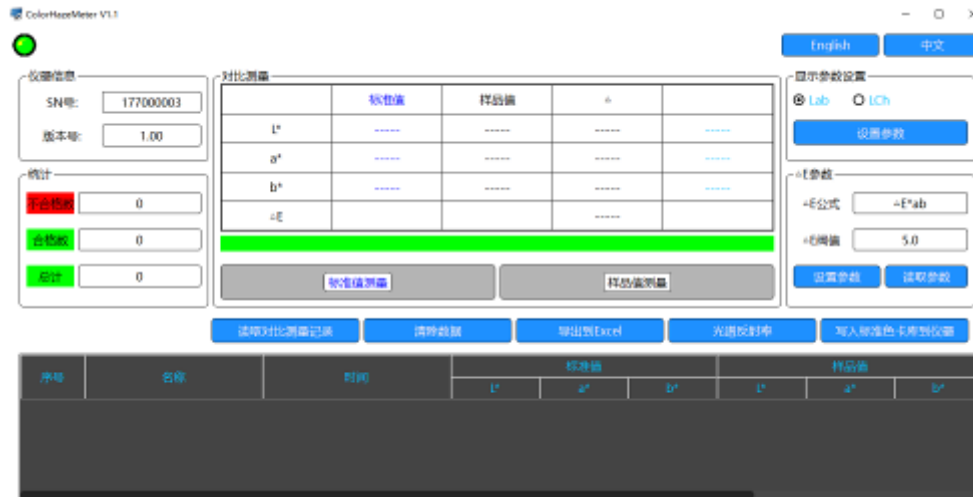 ColorHazeMeter V1.1
English 中文
仪器信息
SN号: 177000003
版本号: 1.00
统计
不合格数 0
合格数 0
总计 0
对比测量
标准值 样品值 △
L* ----- ----- ----- -----
a* ----- ----- ----- -----
b* ----- ----- ----- -----
△E -----
标准值测量 样品值测量
显示参数设置
Lab LCh
设置参数
△E参数
△E公式 △E*ab
△E阈值 5.0
设置参数 读取参数
读取对比测量记录 清除数据 导出到Excel 光谱反射率 写入标准色卡库到仪器
序号 名称 时间 标准值 样品值
L* a* b* L* a* b*